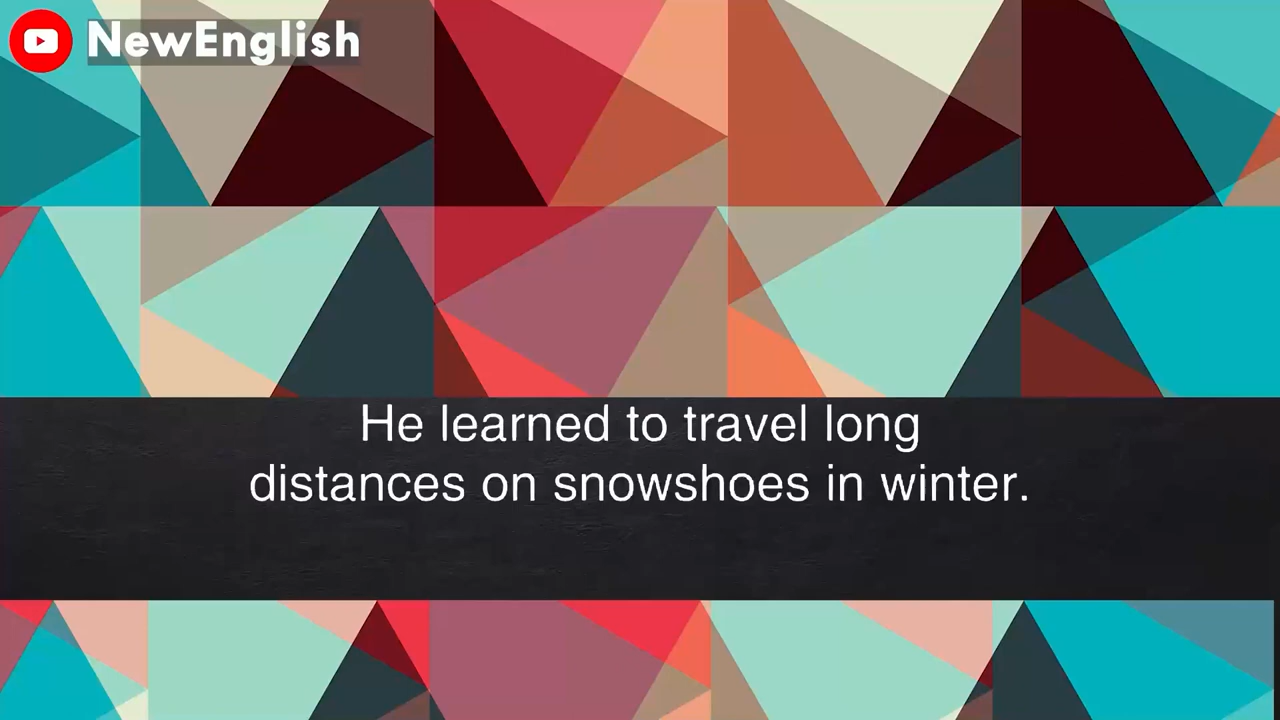 NewEnglish
He learned to travel long
distances on snowshoes in winter.